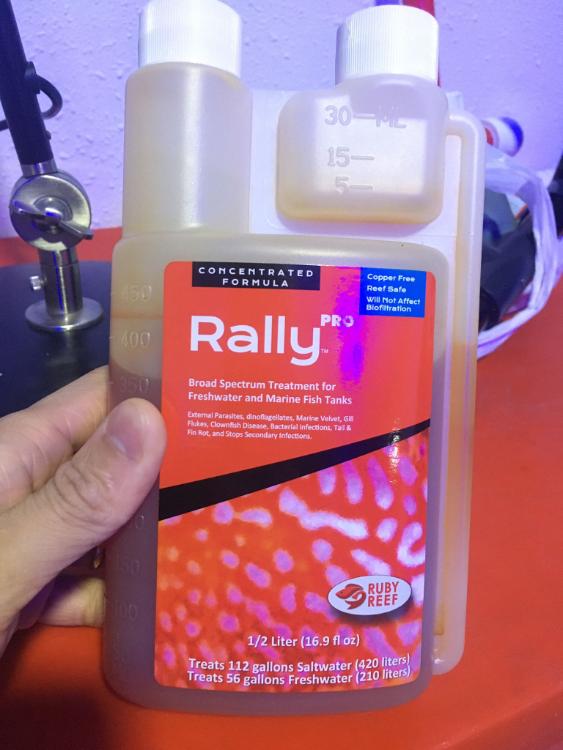 30 ML
15
5
CONCENTRATED
FORMULA
Copper Free
Reef Safe
Will Not Affect
Biofiltration
Rally PRO™
Broad Spectrum Treatment for
Freshwater and Marine Fish Tanks
External Parasites, dinoflagellates, Marine Velvet, Gill
Flukes, Clownfish Disease, Bacterial Infections, Tail &
Fin Rot, and Stops Secondary Infections.
450
400
350
150
100
RUBY
REEF
1/2 Liter (16.9 fl oz)
Treats 112 gallons Saltwater (420 liters)
Treats 56 gallons Freshwater (210 liters)